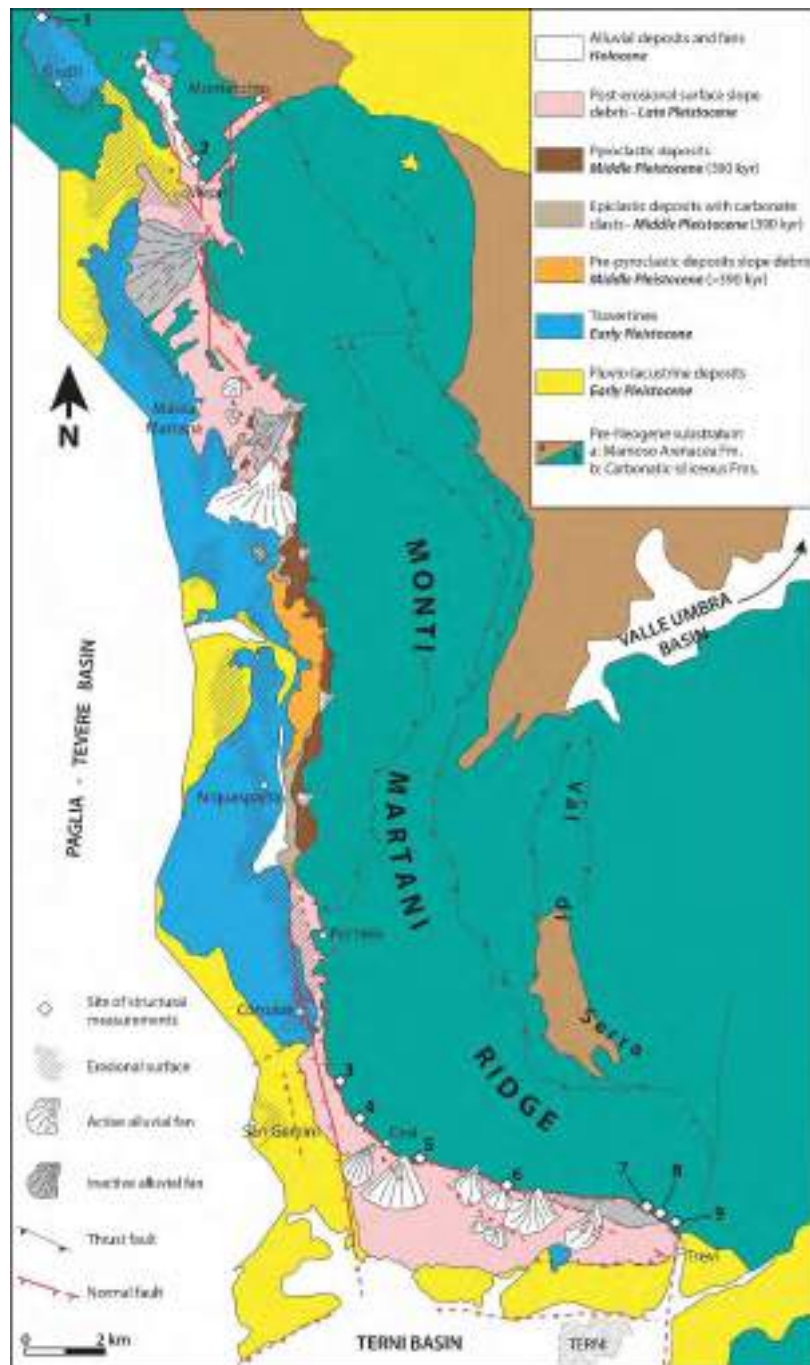 1
Alluvial deposits and fans
Holocene
Post-erosional surface slope
debris - Late Pleistocene
Pyroclastic deposits
Middle Pleistocene (390 kyr)
Epiclastic deposits with carbonate
clasts - Middle Pleistocene (390 kyr)
Pre-pyroclastic deposits slope debris
Middle Pleistocene (>390 kyr)
Travertines
Early Pleistocene
Fluvio-lacustrine deposits
Early Pleistocene
Pre-Neogene substratum
a: Marnoso Arenacea Fm.
b: Carbonatic-siliceous Fms.
2
N
Massa
Martana
MONTI
MARTANI
RIDGE
VALLE UMBRA
BASIN
PAGLIA - TEVERE BASIN
Acquasparta
Val di Serra
Portaria
3
4
Cesi
5
6
7
8
9
San Gemini
Trevi
Site of structural
measurements
Erosional surface
Active alluvial fan
Inactive alluvial fan
Thrust fault
Normal fault
0 2 km
TERNI BASIN
TERNI